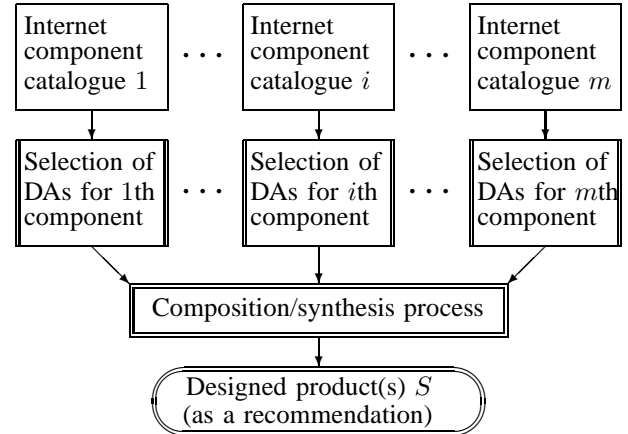 Internet component catalogue 1
· · ·
Internet component catalogue i
· · ·
Internet component catalogue m
Selection of DAs for 1th component
· · ·
Selection of DAs for ith component
· · ·
Selection of DAs for mth component
Composition/synthesis process
Designed product(s) S
(as a recommendation)